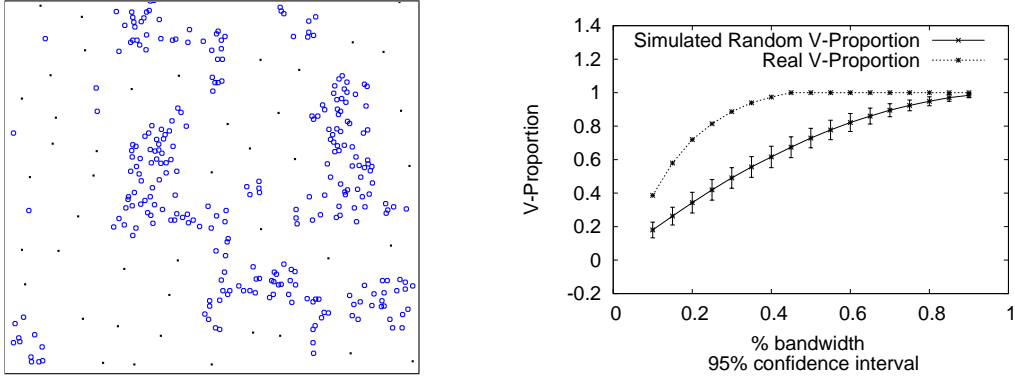 1.4
1.2
1
0.8
0.6
0.4
0.2
0
-0.2
V-Proportion
Simulated Random V-Proportion
Real V-Proportion
0 0.2 0.4 0.6 0.8 1
% bandwidth
95% confidence interval